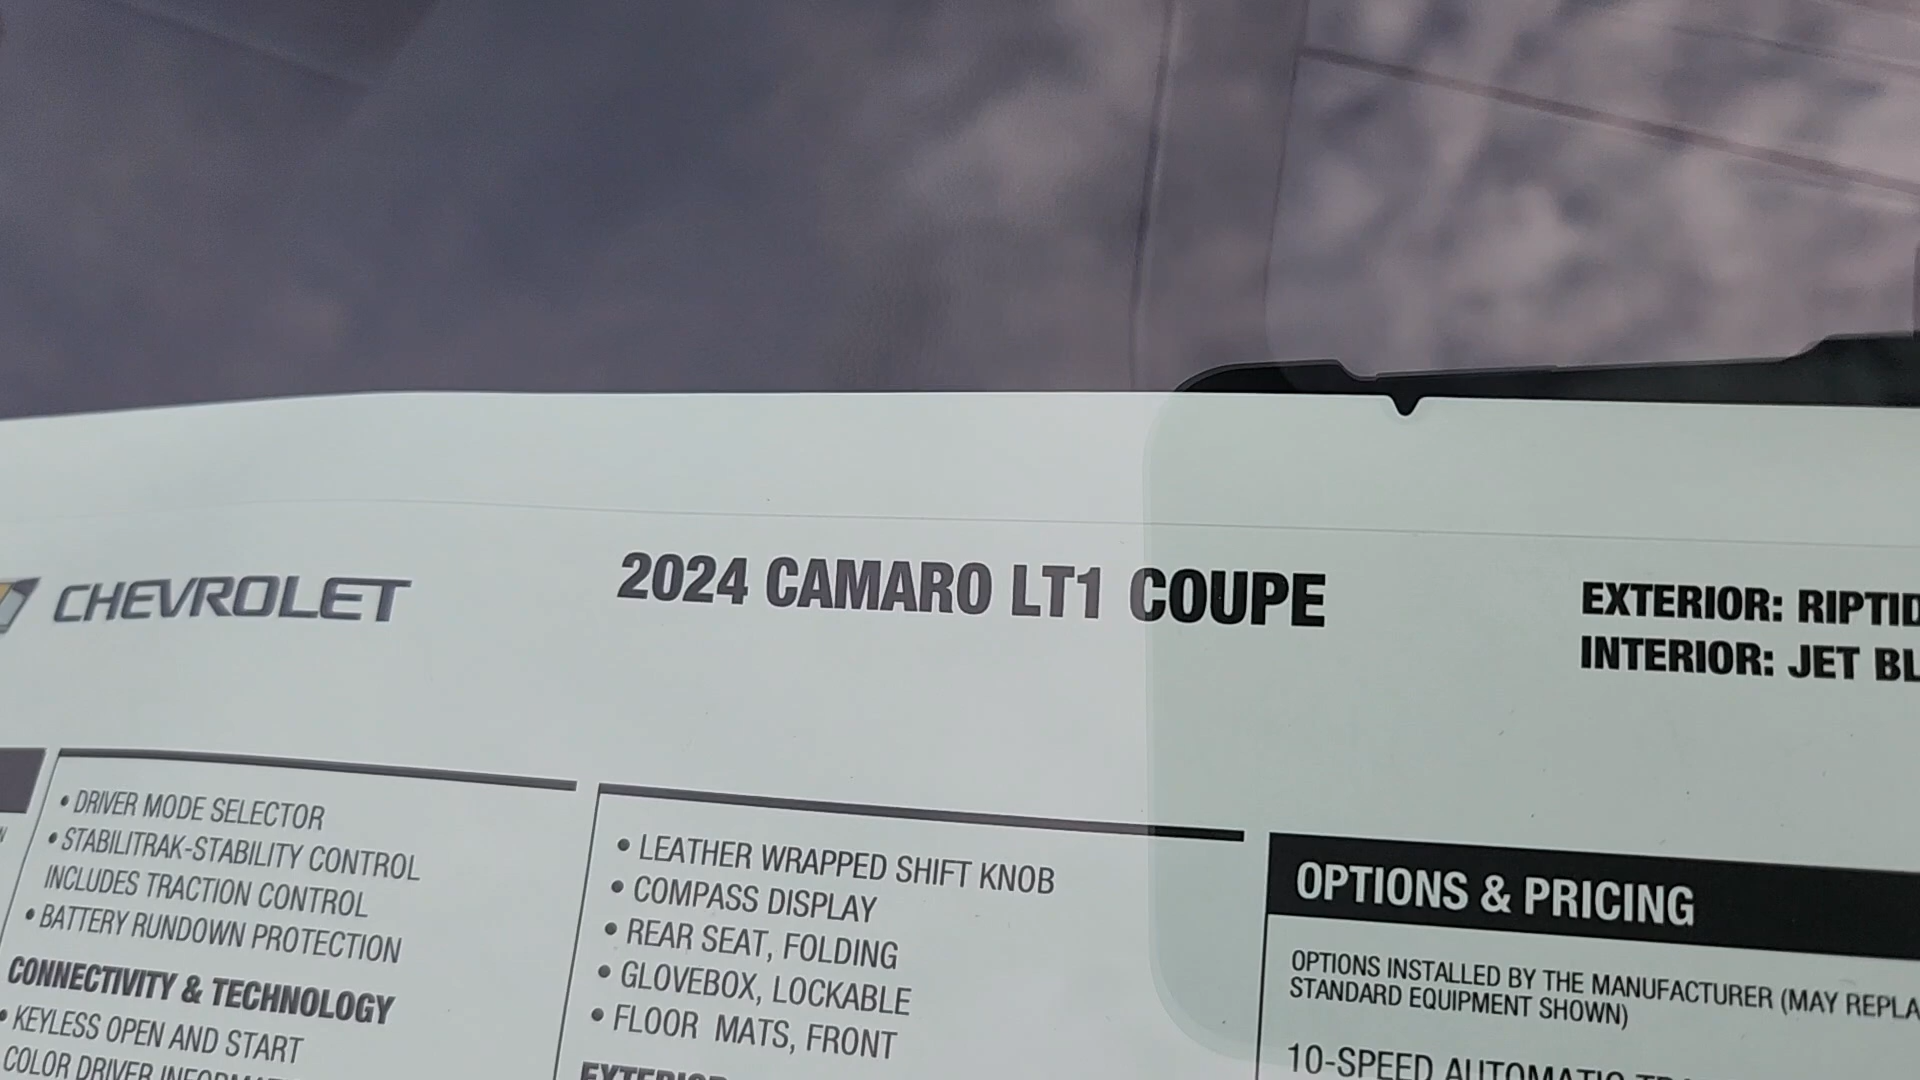 CHEVROLET
2024 CAMARO LT1 COUPE
EXTERIOR:
INTERIOR: JET
• DRIVER MODE SELECTOR
• STABILITRAK-STABILITY CONTROL
INCLUDES TRACTION CONTROL
• BATTERY RUNDOWN PROTECTION
CONNECTIVITY & TECHNOLOGY
• KEYLESS OPEN AND START
COLOR DRIVER
• LEATHER WRAPPED SHIFT KNOB
• COMPASS DISPLAY
• REAR SEAT, FOLDING
• GLOVEBOX, LOCKABLE
• FLOOR MATS, FRONT
EXTERIOR
OPTIONS & PRICING
OPTIONS INSTALLED BY THE MANUFACTURER (MAY
STANDARD EQUIPMENT SHOWN)
10-SPEED AUTOMATIC